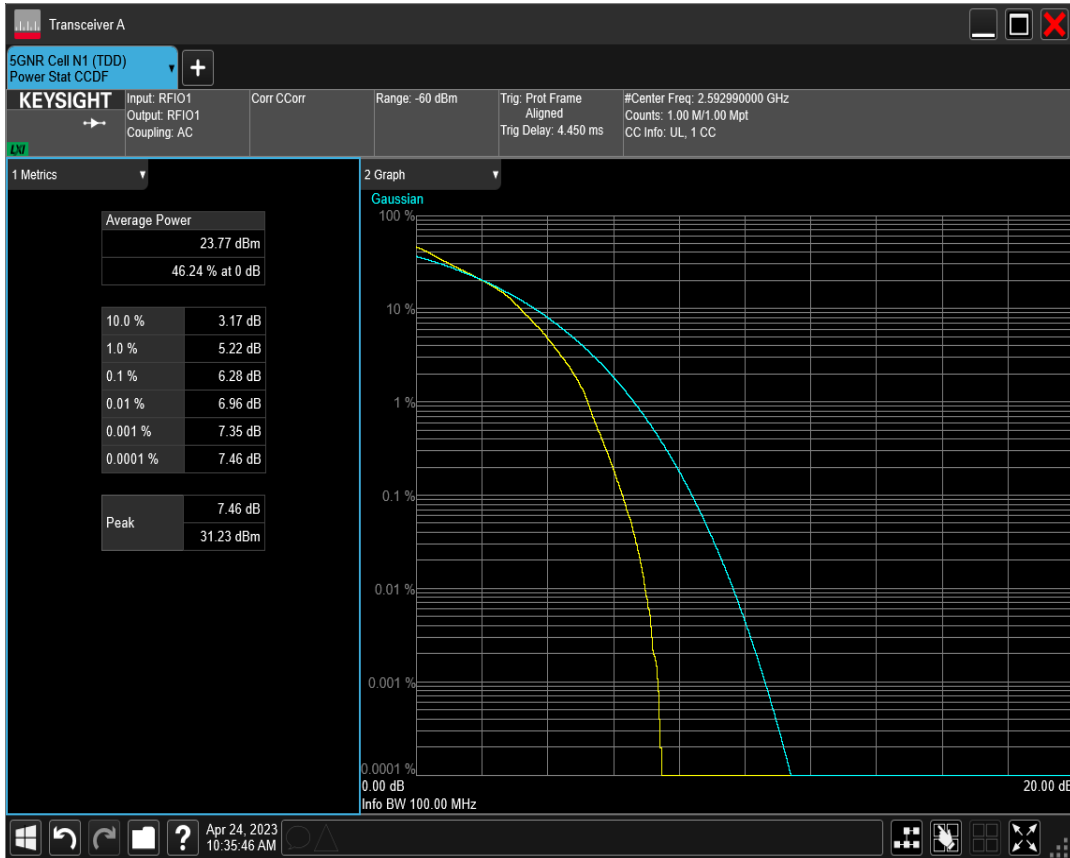 Transceiver A
5GNR Cell N1 (TDD)
Power Stat CCDF
+
KEYSIGHT
LXI
Input: RFIO1
Output: RFIO1
Coupling: AC
Corr CCorr
Range: -60 dBm
Trig: Prot Frame
Aligned
Trig Delay: 4.450 ms
#Center Freq: 2.592990000 GHz
Counts: 1.00 M/1.00 Mpt
CC Info: UL, 1 CC
1 Metrics
Average Power
23.77 dBm
46.24 % at 0 dB
10.0 % 3.17 dB
1.0 % 5.22 dB
0.1 % 6.28 dB
0.01 % 6.96 dB
0.001 % 7.35 dB
0.0001 % 7.46 dB
Peak
7.46 dB
31.23 dBm
2 Graph
Gaussian
100 %
10 %
1 %
0.1 %
0.01 %
0.001 %
0.0001 %
0.00 dB 20.00 dB
Info BW 100.00 MHz
?
Apr 24, 2023
10:35:46 AM